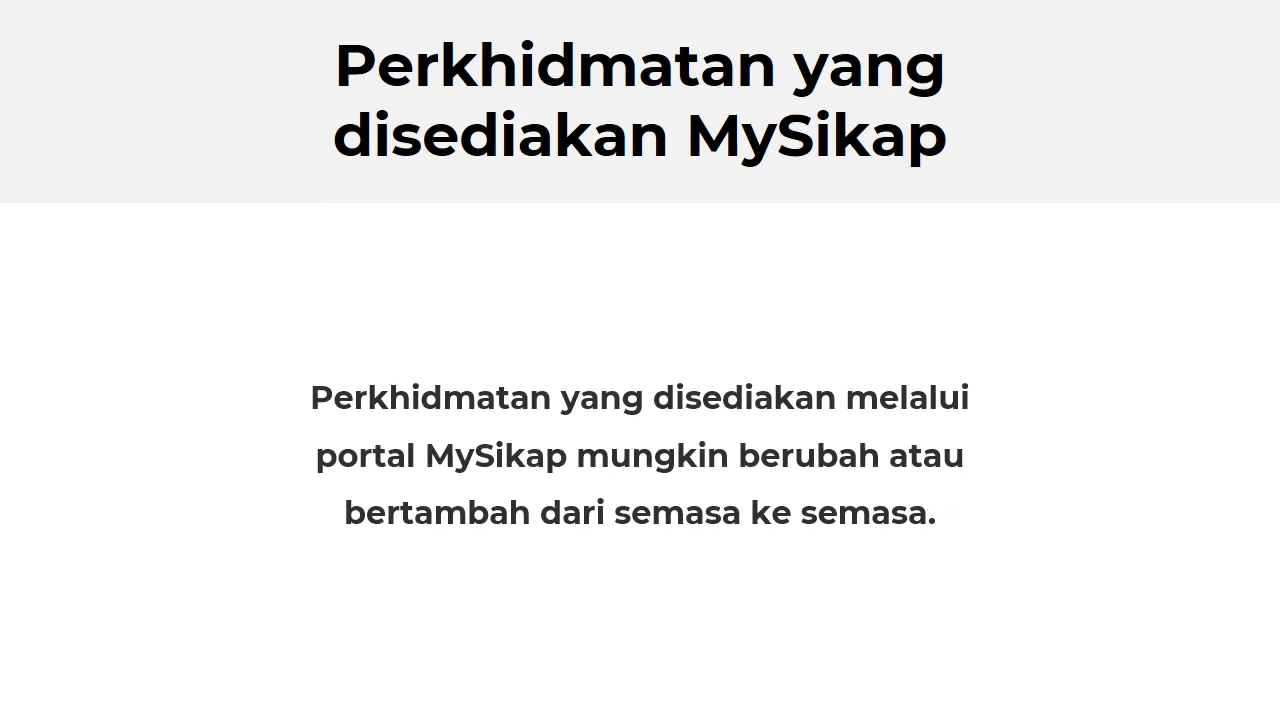 Perkhidmatan yang
disediakan MySikap
Perkhidmatan yang disediakan melalui
portal MySikap mungkin berubah atau
bertambah dari semasa ke semasa.